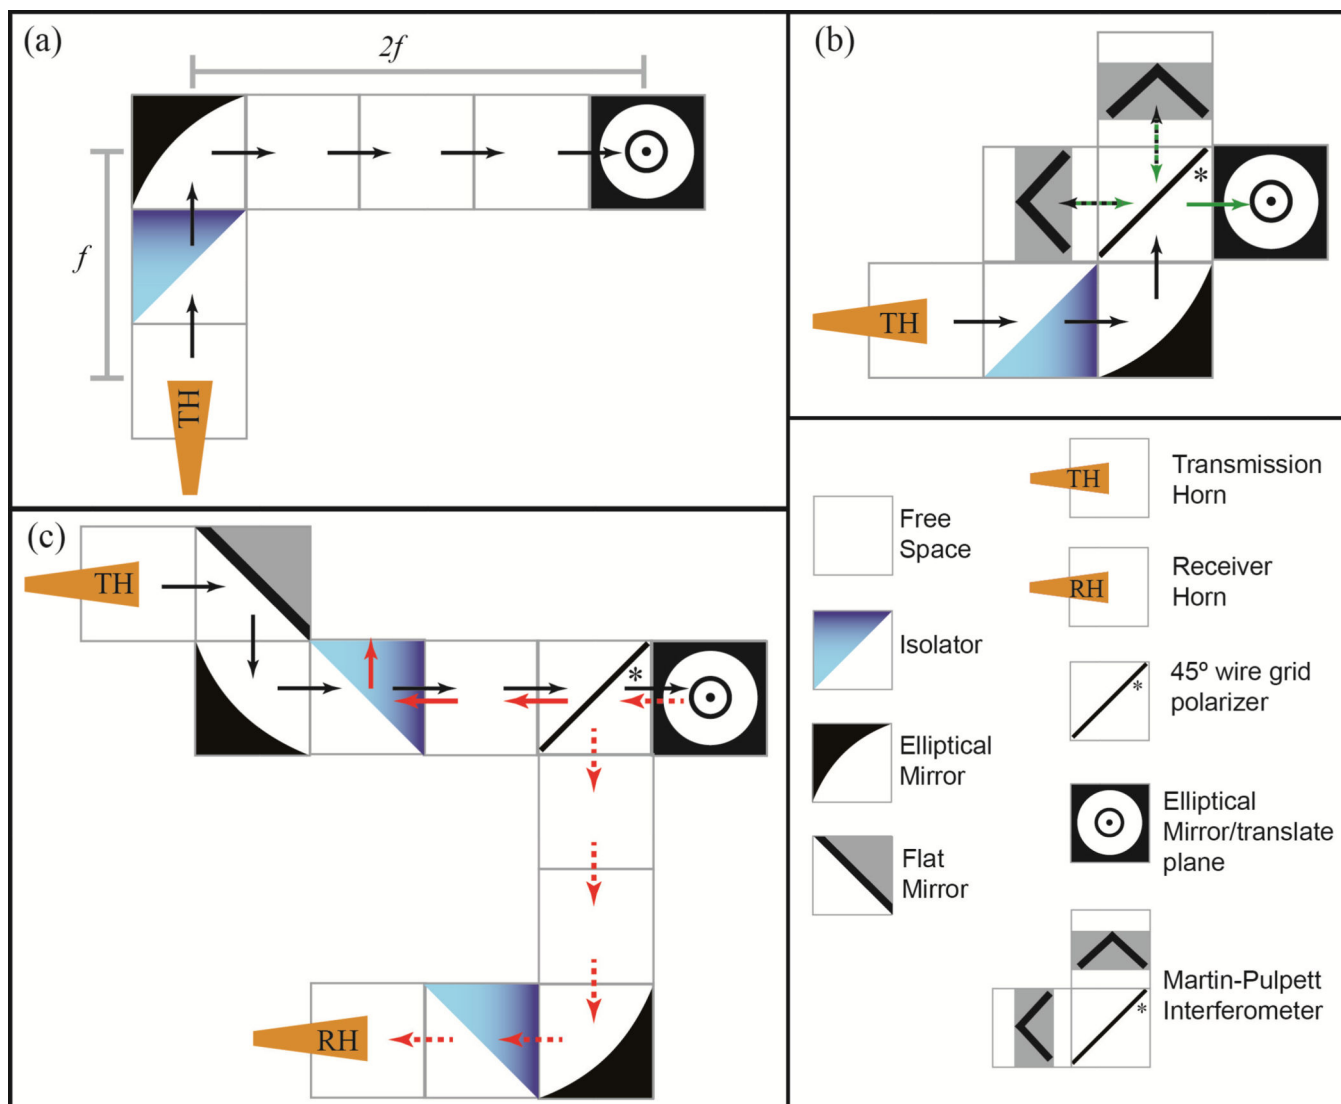 (a)
2f
f
TH
(b)
TH
*
(c)
TH
*
RH
Free
Space
Isolator
Elliptical
Mirror
Flat
Mirror
TH
Transmission
Horn
RH
Receiver
Horn
*
45º wire grid
polarizer
Elliptical
Mirror/translate
plane
*
Martin-Pulpett
Interferometer